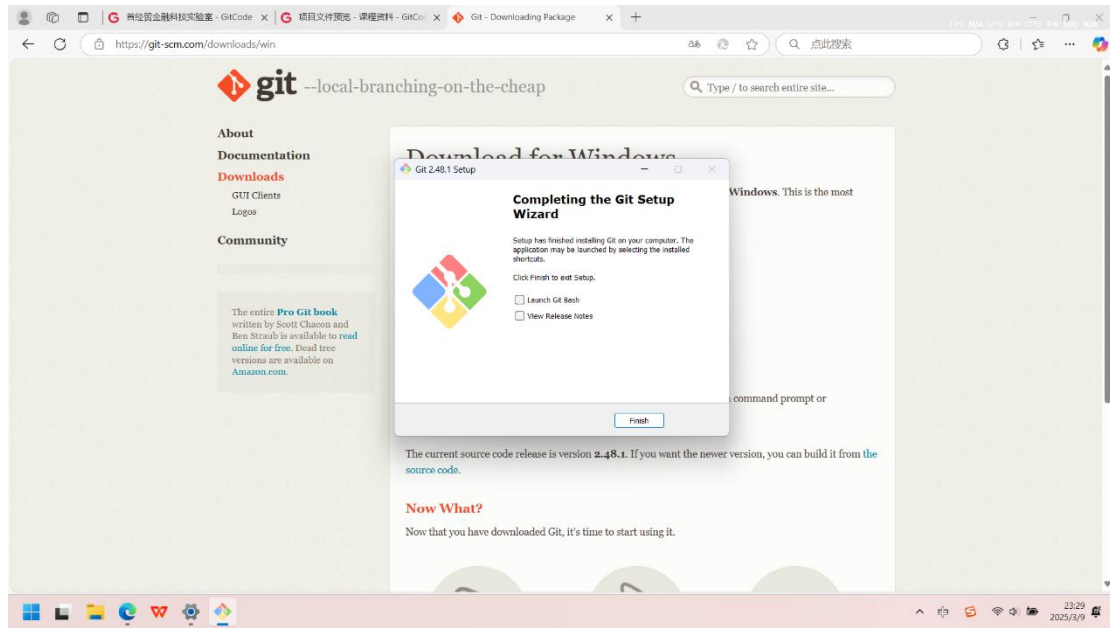 首经贸金融科技实验室 - GitCode
项目文件预览 - 课程资料 - GitCo
Git - Downloading Package
https://git-scm.com/downloads/win
点此搜索
git --local-branching-on-the-cheap
Type / to search entire site...
About
Documentation
Downloads
GUI Clients
Logos
Community
The entire Pro Git book
written by Scott Chacon and
Ben Straub is available to read
online for free. Dead tree
versions are available on
Amazon.com.
Download for Windows
Windows. This is the most
Git 2.48.1 Setup
Completing the Git Setup
Wizard
Setup has finished installing Git on your computer. The
application may be launched by selecting the installed
shortcuts.
Click Finish to exit Setup.
Launch Git Bash
View Release Notes
Finish
command prompt or
The current source code release is version 2.48.1. If you want the newer version, you can build it from the
source code.
Now What?
Now that you have downloaded Git, it's time to start using it.
23:29
2025/3/9